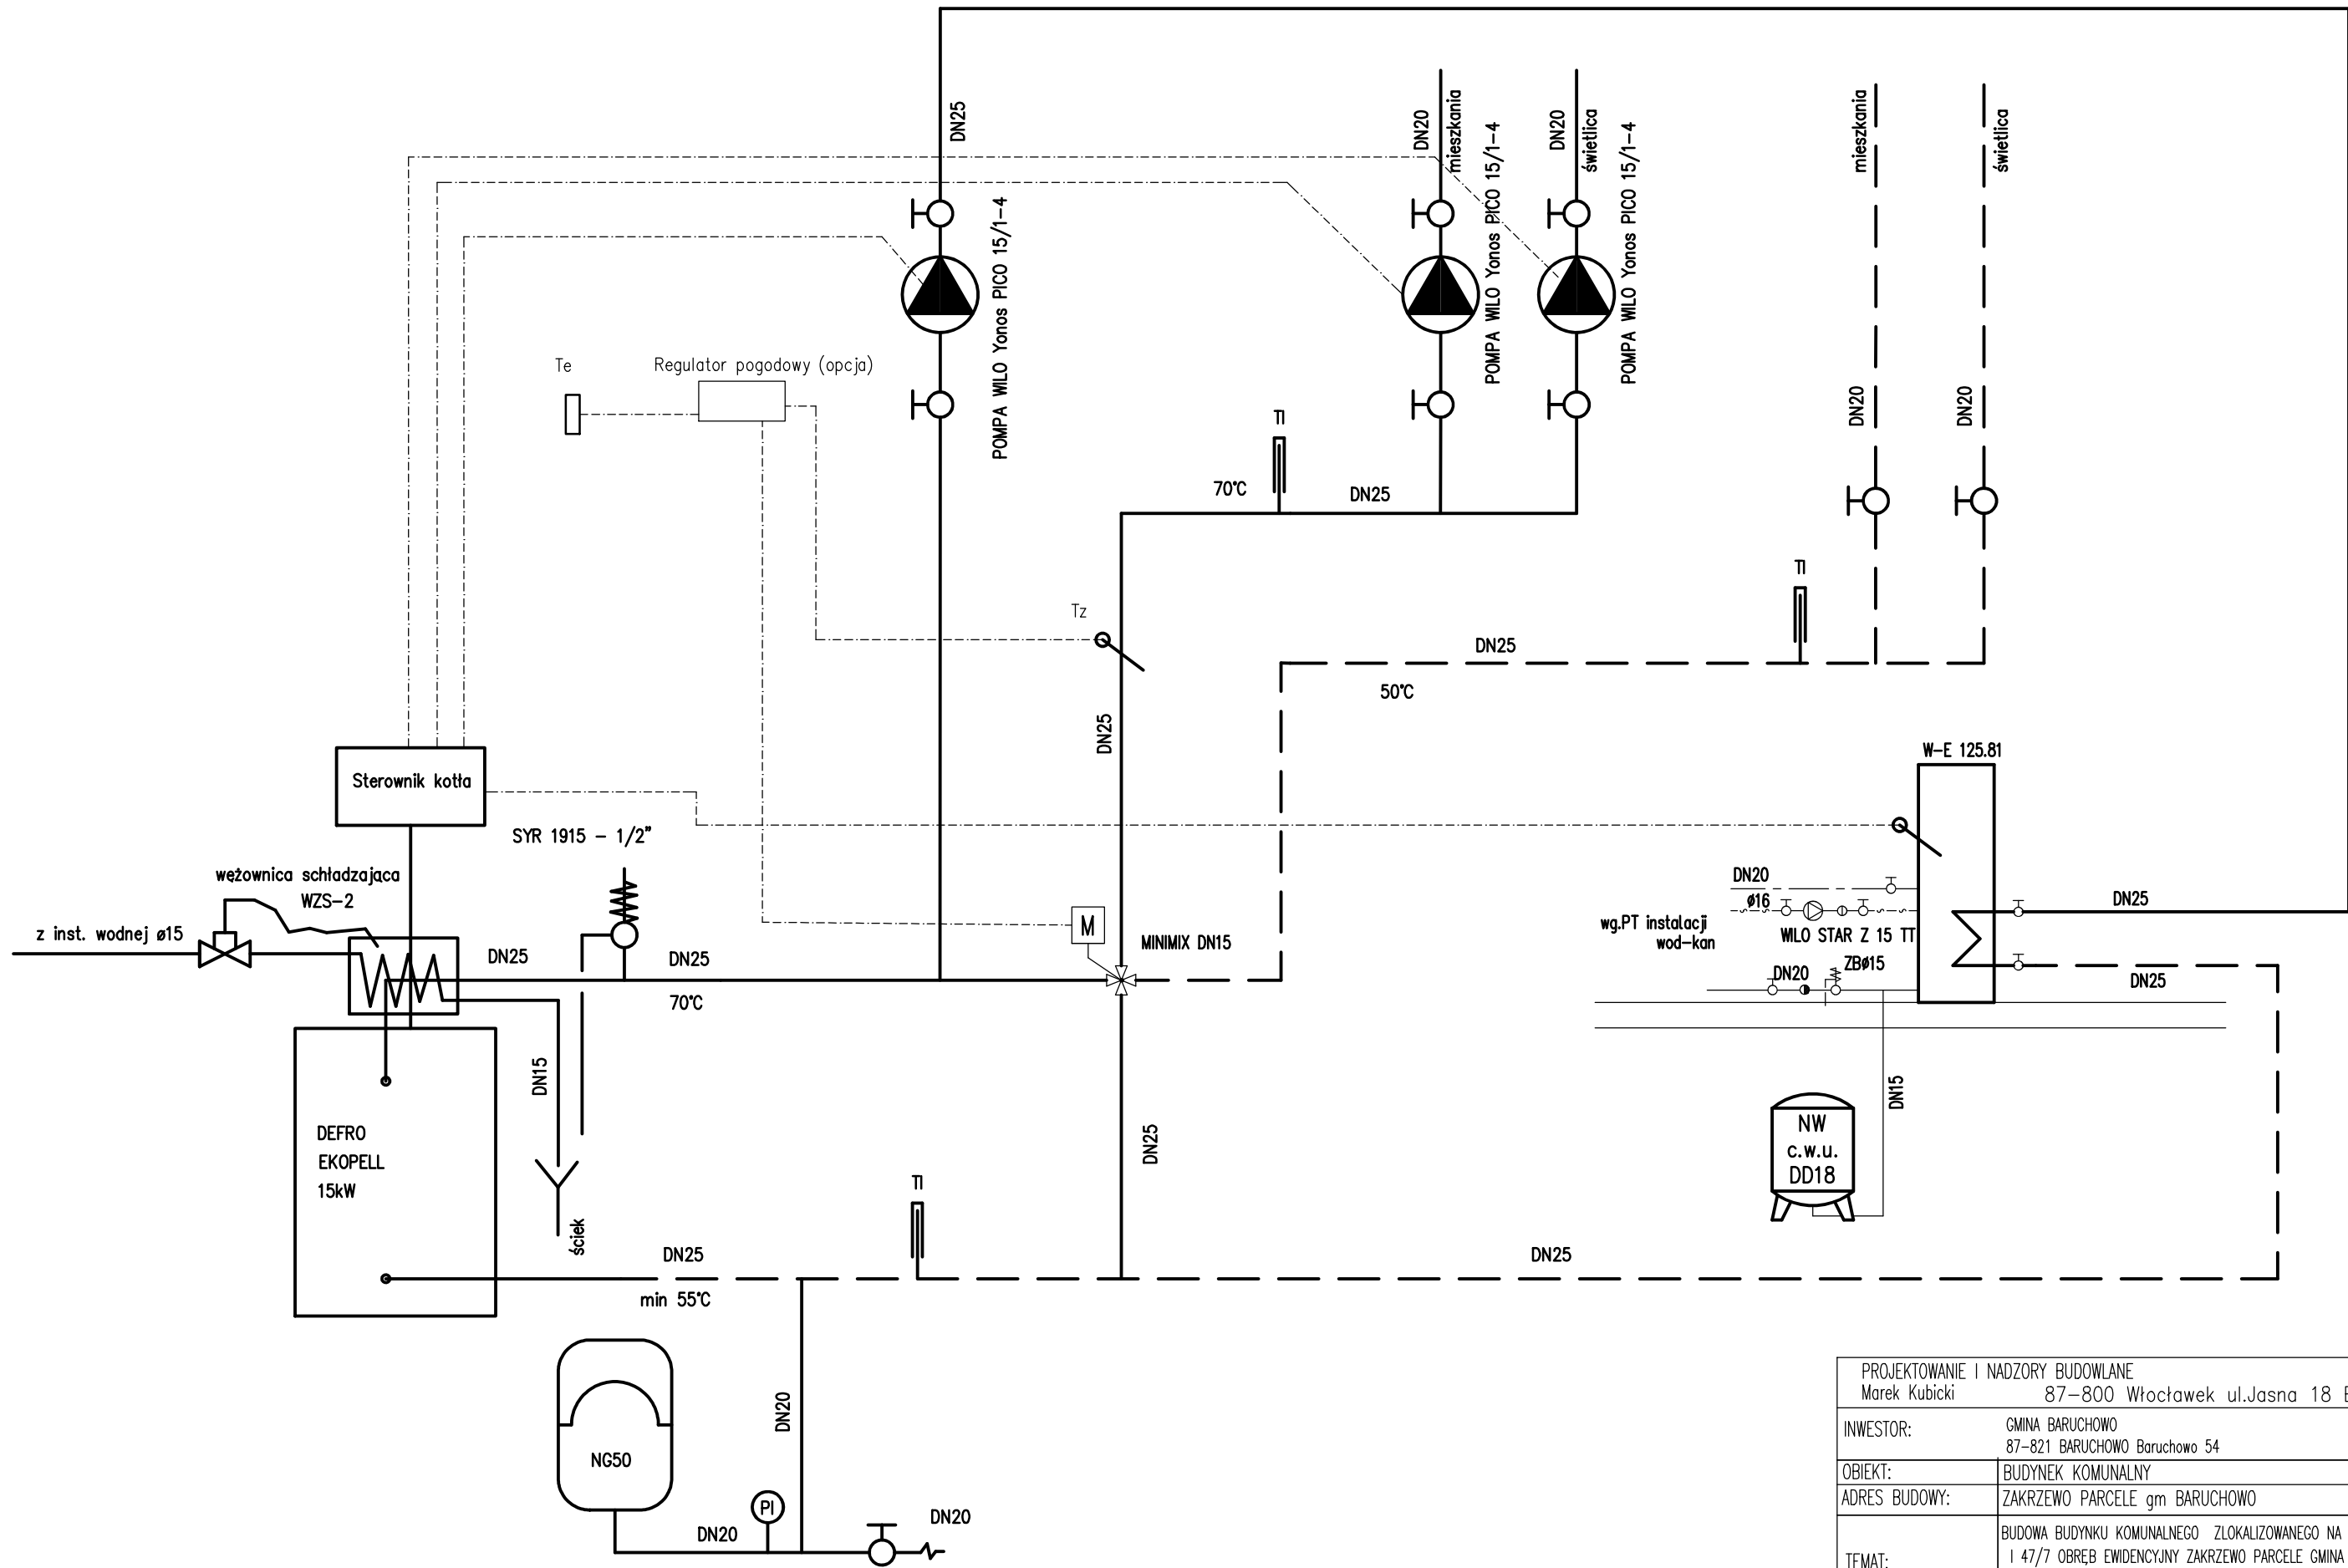 DN25
DN20
mieszkania
DN20
świetlica
mieszkania
świetlica
POMPA WILO Yonos PICO 15/1-4
POMPA WILO Yonos PICO 15/1-4
POMPA WILO Yonos PICO 15/1-4
Te
Regulator pogodowy (opcja)
TI
DN20
DN20
70°C
DN25
TI
Tz
DN25
50°C
DN25
W-E 125.81
Sterownik kotła
SYR 1915 - 1/2"
wężownica schładzająca
WZS-2
z inst. wodnej ø15
DN25
DN25
70°C
M
MINIMIX DN15
DN20
ø16
wg.PT instalacji
wod-kan
WILO STAR Z 15 TT
ZBø15
DN20
DN25
DN25
DN15
DN15
DEFRO
EKOPELL
15kW
ściek
DN25
NW
c.w.u.
DD18
TI
DN25
min 55°C
DN25
NG50
DN20
PI
DN20
DN20
PROJEKTOWANIE I NADZORY BUDOWLANE
Marek Kubicki 87-800 Włocławek ul.Jasna 18
INWESTOR: GMINA BARUCHOWO
87-821 BARUCHOWO Baruchowo 54
OBIEKT: BUDYNEK KOMUNALNY
ADRES BUDOWY: ZAKRZEWO PARCELE gm BARUCHOWO
TEMAT: BUDOWA BUDYNKU KOMUNALNEGO ZLOKALIZOWANEGO NA
I 47/7 OBRĘB EWIDENCYJNY ZAKRZEWO PARCELE GMINA